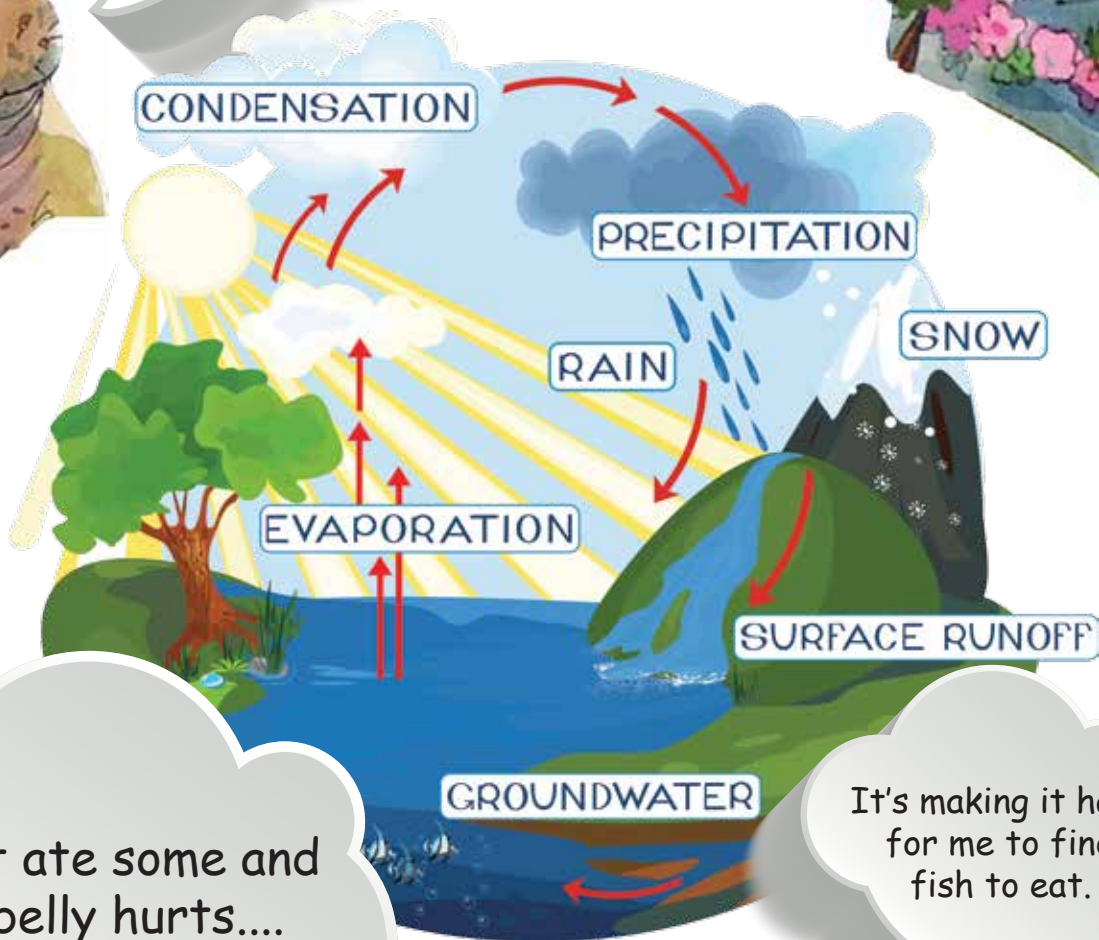 CONDENSATION
PRECIPITATION
SNOW
RAIN
EVAPORATION
SURFACE RUNOFF
GROUNDWATER
ate some and
belly hurts....
It's making it
for me to
fish to eat.